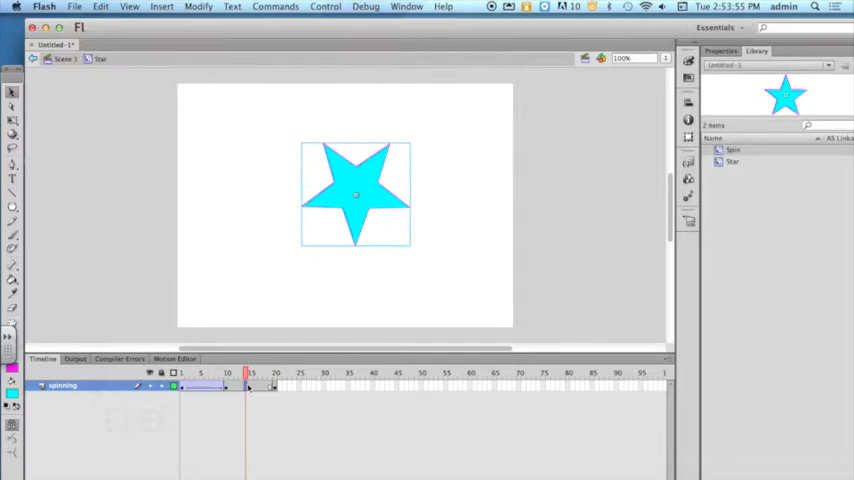 Flash File Edit View Insert Modify Text Commands Control Debug Window Help 10 Tue 2:53:55 PM admin
Fl Essentials
Untitled-1*
Scene 1 Star 100%
Properties Library
Untitled-1
2 items
Name AS Linka
Spin
Star
Timeline Output Compiler Errors Motion Editor
1 5 10 15 20 25 30 35 40 45 50 55 60 65 70 75 80 85 90 95 1
spinning